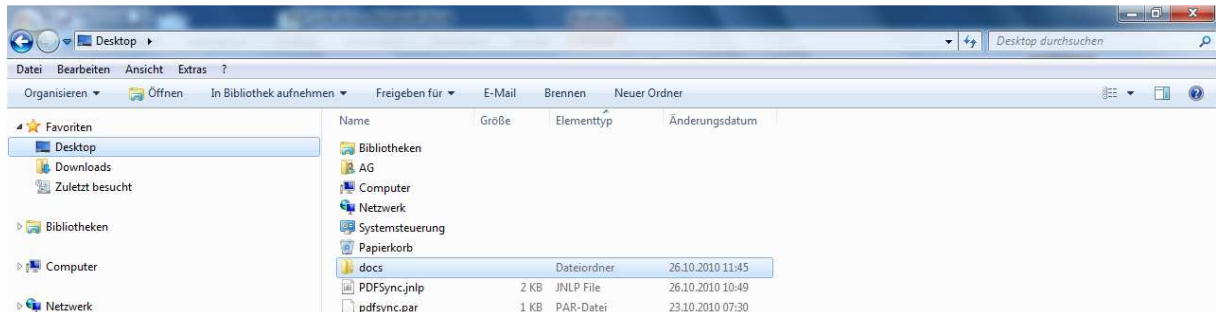 Desktop
Desktop durchsuchen
Datei Bearbeiten Ansicht Extras ?
Organisieren Öffnen In Bibliothek aufnehmen Freigeben für E-Mail Brennen Neuer Ordner
Favoriten
Desktop
Downloads
Zuletzt besucht
Bibliotheken
Computer
Netzwerk
Name Größe Elementtyp Änderungsdatum
Bibliotheken
AG
Computer
Netzwerk
Systemsteuerung
Papierkorb
docs Dateiordner 26.10.2010 11:45
PDFSync.jnlp 2 KB JNLP File 26.10.2010 10:49
pdfsync.par 1 KB PAR-Datei 23.10.2010 07:30